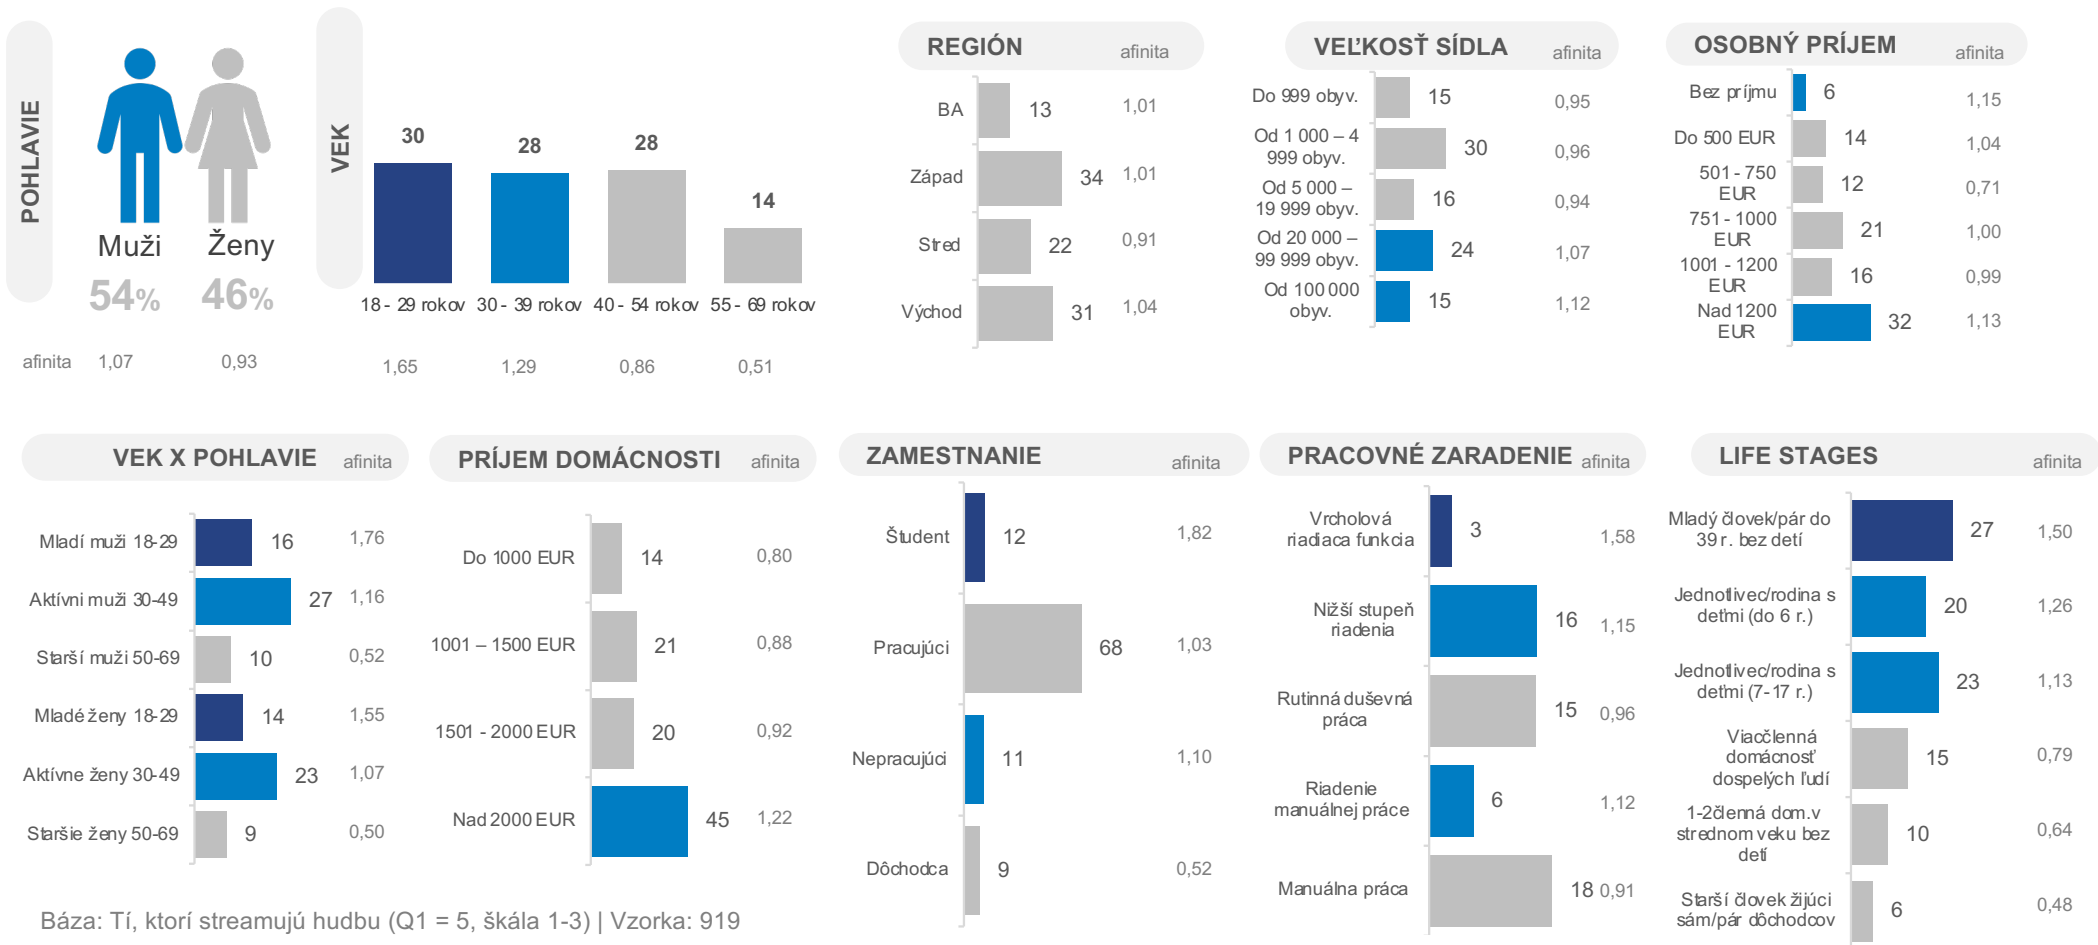 POHLAVIE
Muži
Ženy
54%
46%
afinita
1,07
0,93
VEK
30
28
28
14
18 - 29 rokov
30 - 39 rokov
40 - 54 rokov
55 - 69 rokov
1,65
1,29
0,86
0,51
REGIÓN
afinita
BA
13
1,01
Západ
34
1,01
Stred
22
0,91
Východ
31
1,04
VEĽKOSŤ SÍDLA
afinita
Do 999 obyv.
15
0,95
Od 1 000 – 4
999 obyv.
30
0,96
Od 5 000 –
19 999 obyv.
16
0,94
Od 20 000 –
99 999 obyv.
24
1,07
Od 100 000
obyv.
15
1,12
OSOBNÝ PRÍJEM
afinita
Bez príjmu
6
1,15
Do 500 EUR
14
1,04
501 - 750
EUR
12
0,71
751 - 1000
EUR
21
1,00
1001 - 1200
EUR
16
0,99
Nad 1200
EUR
32
1,13
VEK X POHLAVIE
afinita
Mladí muži 18-29
16
1,76
Aktívni muži 30-49
27
1,16
Starší muži 50-69
10
0,52
Mladé ženy 18-29
14
1,55
Aktívne ženy 30-49
23
1,07
Staršie ženy 50-69
9
0,50
PRÍJEM DOMÁCNOSTI
afinita
Do 1000 EUR
14
0,80
1001 – 1500 EUR
21
0,88
1501 - 2000 EUR
20
0,92
Nad 2000 EUR
45
1,22
ZAMESTNANIE
afinita
Študent
12
1,82
Pracujúci
68
1,03
Nepracujúci
11
1,10
Dôchodca
9
0,52
PRACOVNÉ ZARADENIE
afinita
Vrcholová
riadiaca funkcia
3
1,58
Nižší stupeň
riadenia
16
1,15
Rutinná duševná
práca
15
0,96
Riadenie
manuálnej práce
6
1,12
Manuálna práca
18
0,91
LIFE STAGES
afinita
Mladý človek/pár do
39 r. bez detí
27
1,50
Jednotlivec/rodina s
deťmi (do 6 r.)
20
1,26
Jednotlivec/rodina s
deťmi (7-17 r.)
23
1,13
Viacčlenná
domácnosť
dospelých ľudí
15
0,79
1-2členná dom.v
strednom veku bez
detí
10
0,64
Starší človek žijúci
sám/pár dôchodcov
6
0,48
Báza: Tí, ktorí streamujú hudbu (Q1 = 5, škála 1-3) | Vzorka: 919